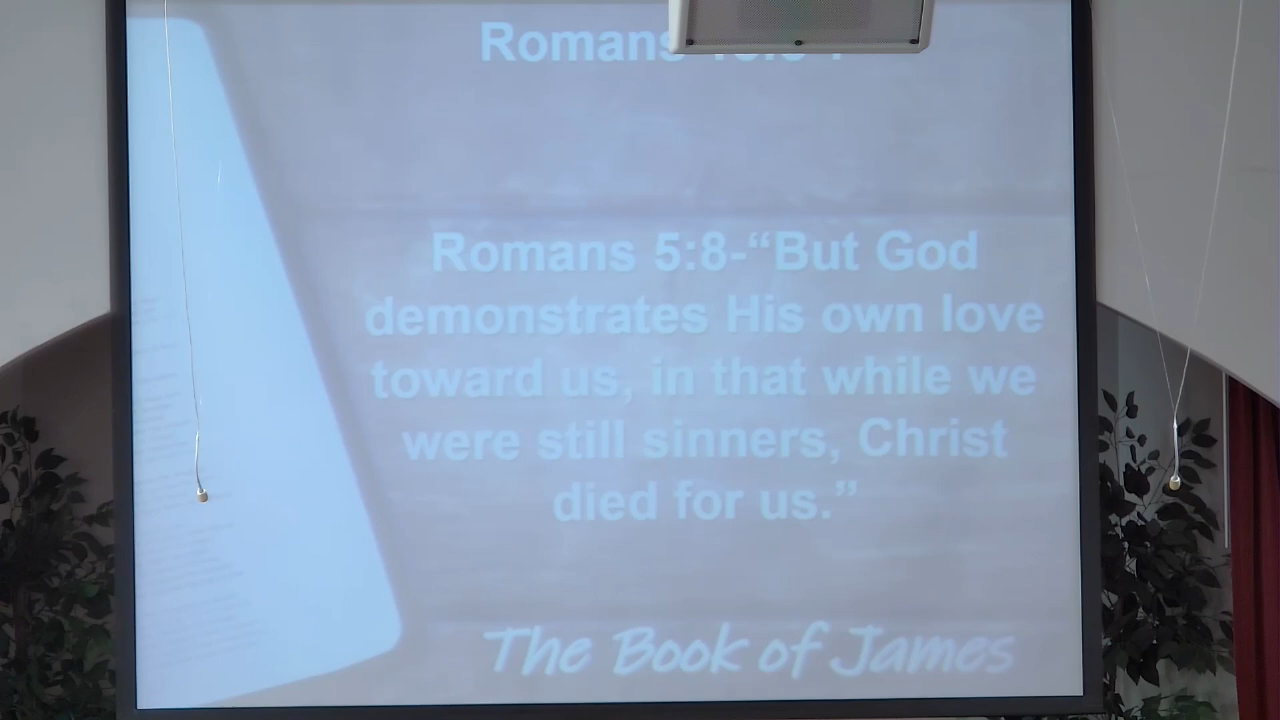 Romans
Romans 5:8-“But God
demonstrates His own love
toward us, in that while we
were still sinners, Christ
died for us.”
The Book of James